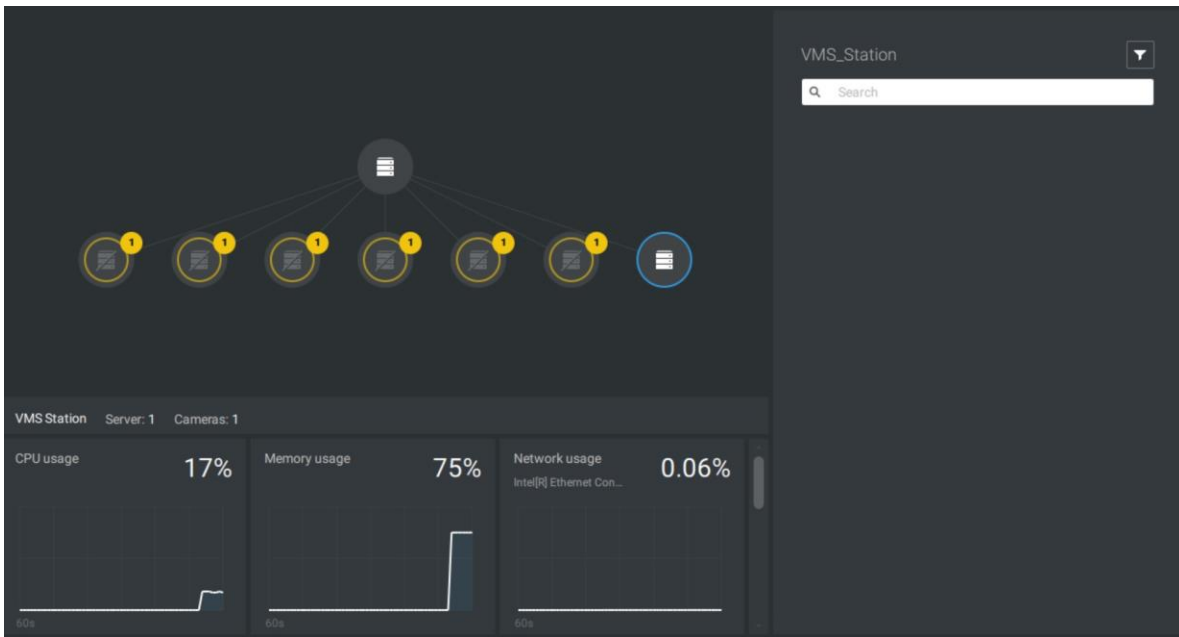 VMS_Station
Search
1 1 1 1 1 1
VMS Station Server: 1 Cameras: 1
CPU usage 17%
Memory usage 75%
Network usage 0.06%
Intel[R] Ethernet Con...
60s 60s 60s